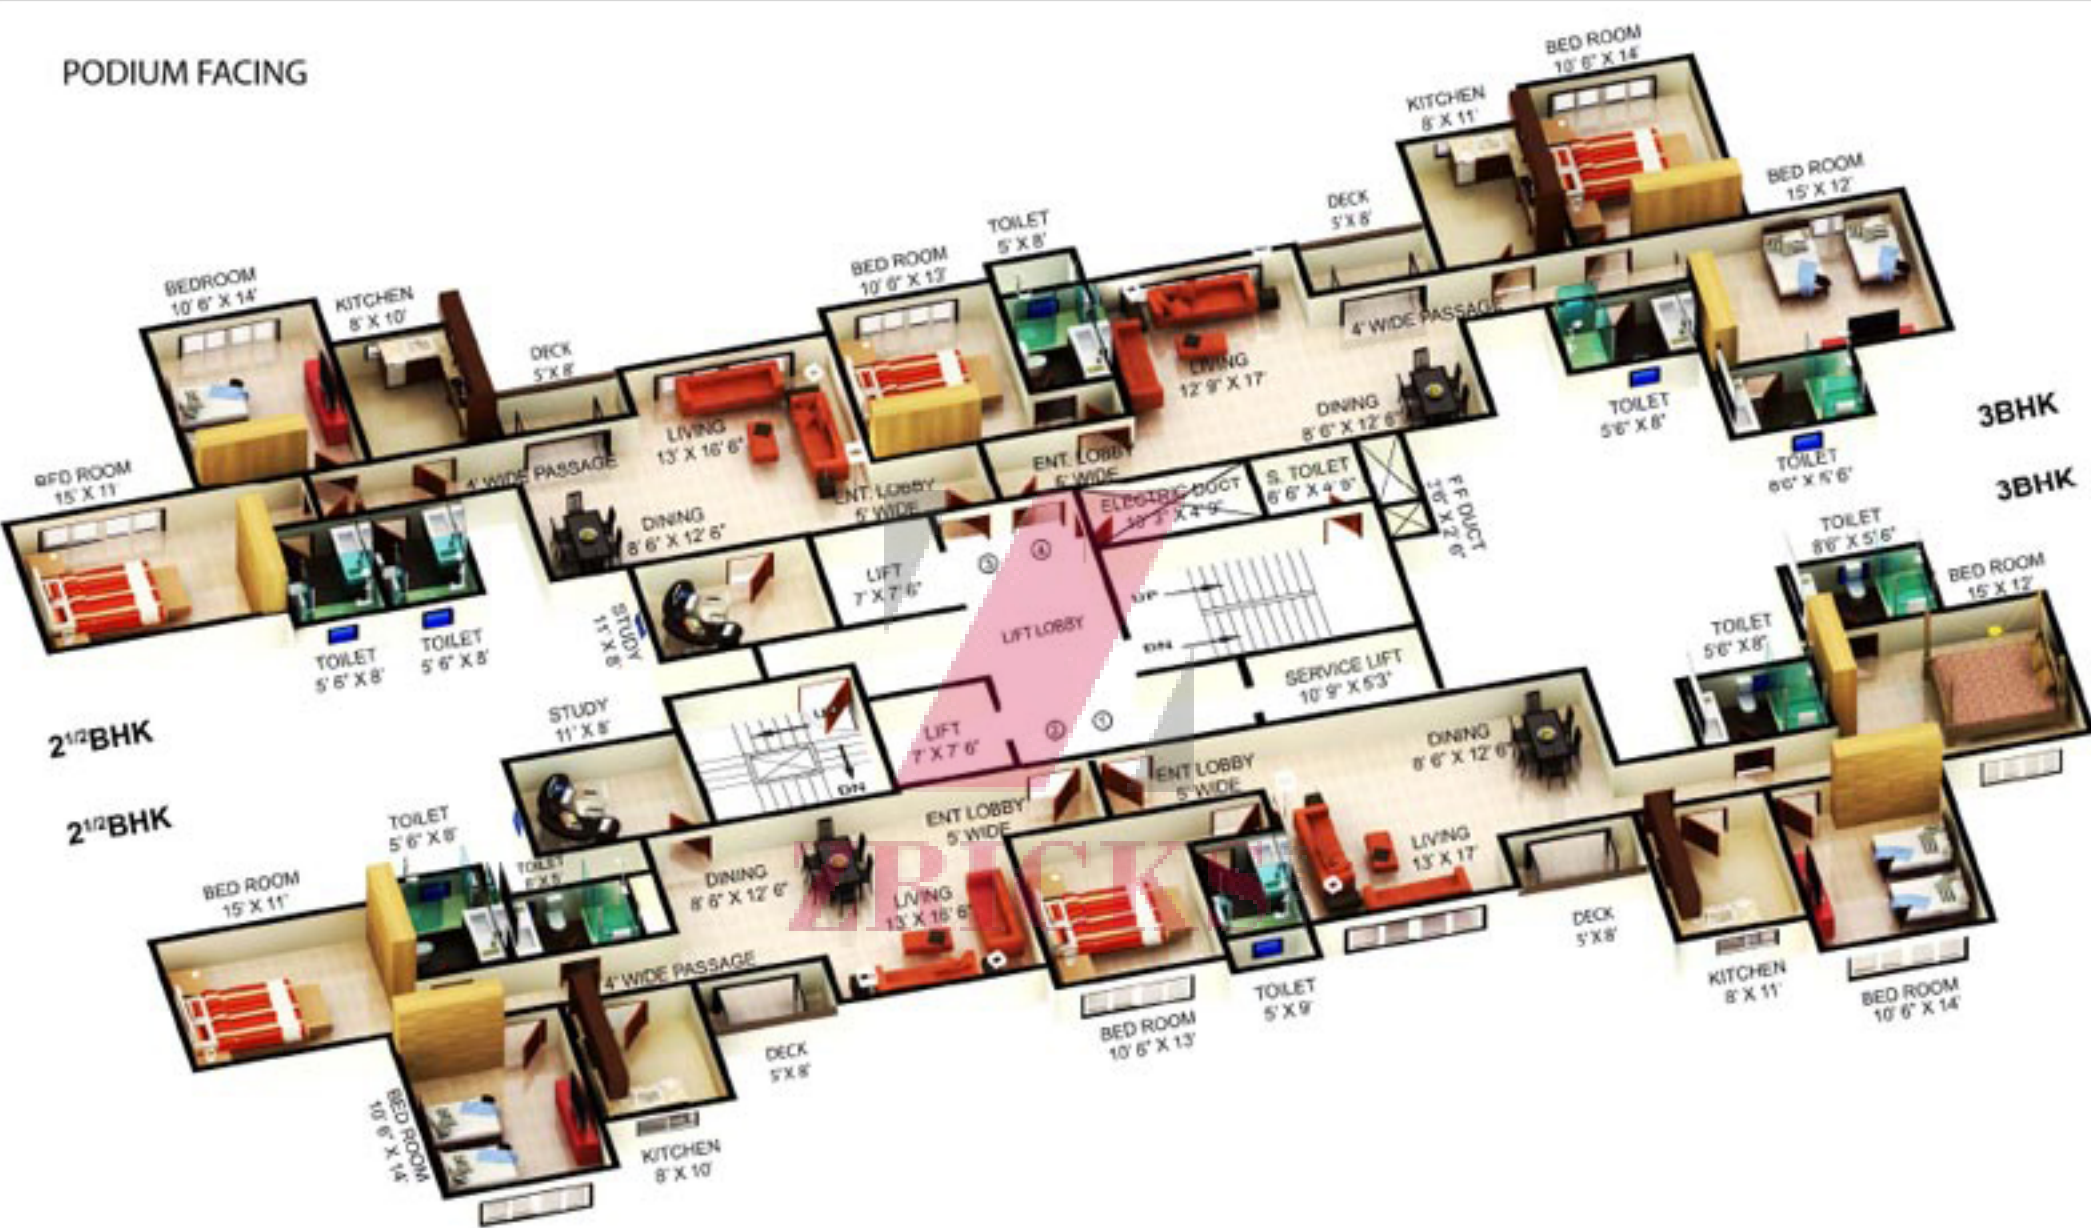 PODIUM FACING
BED ROOM
10' 6" X 14'
KITCHEN
8' X 11'
BED ROOM
15' X 12'
DECK
5' X 8'
TOILET
5' X 8'
BED ROOM
10' 6" X 13'
BEDROOM
10' 6" X 14'
KITCHEN
8' X 10'
DECK
5' X 8'
4' WIDE PASSAGE
LIVING
12' 9" X 17'
DINING
8' 6" X 12' 6"
TOILET
5'6" X 8"
TOILET
3BHK
LIVING
13' X 16' 6"
BED ROOM
15' X 11'
4' WIDE PASSAGE
ENT. LOBBY
5' WIDE
ENT. LOBBY
5' WIDE
ELECTRIC DUCT
S. TOILET
F.F DUCT
DINING
8' 6" X 12' 6"
3BHK
TOILET
8'6" X 5' 6"
BED ROOM
15' X 12'
LIFT
7' X 7' 6"
3
4
UP
LIFT LOBBY
DN
STUDY
11' X 8'
TOILET
5' 6" X 8'
TOILET
5' 6" X 8'
TOILET
5'6" X 8"
SERVICE LIFT
10' 9" X 5'3"
2 1/2 BHK
STUDY
11' X 8'
LIFT
7' X 7' 6"
2
1
DN
DINING
8' 6" X 12' 6"
ENT LOBBY
5' WIDE
2 1/2 BHK
TOILET
5' 6" X 8'
TOILET
ENT LOBBY
5' WIDE
LIVING
13' X 17'
BED ROOM
15' X 11'
DINING
8' 6" X 12' 6"
LIVING
13' X 16' 6"
ZRICKS
4' WIDE PASSAGE
DECK
5' X 8'
KITCHEN
8' X 11'
BED ROOM
10' 6" X 14'
TOILET
5' X 9'
BED ROOM
10' 6" X 13'
DECK
5' X 8'
BED ROOM
10' 6" X 14'
KITCHEN
8' X 10'